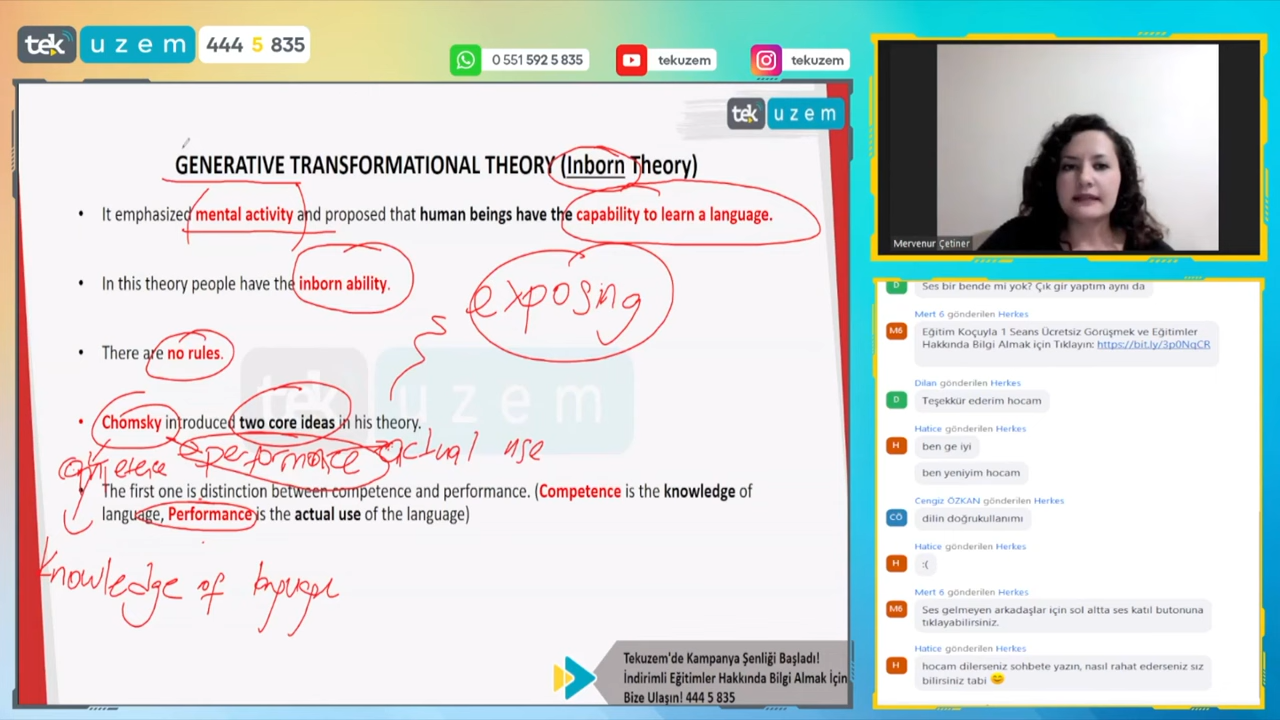 tek uzem 444 5 835
0 551 592 5 835
tekuzem
tekuzem
tek uzem
GENERATIVE TRANSFORMATIONAL THEORY (Inborn Theory)
• It emphasized mental activity and proposed that human beings have the capability to learn a language.
• In this theory people have the inborn ability.
exposing
• There are no rules.
tek uzem
• Chomsky introduced two core ideas in his theory.
performance actual use
The first one is distinction between competence and performance. (Competence is the knowledge of
language, Performance is the actual use of the language)
Knowledge of
Tekuzem'de Kampanya Şenliği Başladı!
İndirimli Eğitimler Hakkında Bilgi Almak İçin
Bize Ulaşın! 444 5 835
Mervenur Çetiner
D
Ses bir bende mi yok? Çık gir yaptım aynı da
Mert 6 gönderilen Herkes
M6
Eğitim Koçuyla 1 Seans Ücretsiz Görüşmek ve Eğitimler
Hakkında Bilgi Almak için Tıklayın: https://bit.ly/3p0NqCR
Dilan gönderilen Herkes
D
Teşekkür ederim hocam
Hatice gönderilen Herkes
H
ben ge iyi
ben yeniyim hocam
Cengiz ÖZKAN gönderilen Herkes
CÖ
dilin doğrukullanımı
Hatice gönderilen Herkes
H
:(
Mert 6 gönderilen Herkes
M6
Ses gelmeyen arkadaşlar için sol altta ses katıl butonuna
tıklayabilirsiniz.
Hatice gönderilen Herkes
H
hocam dilerseniz sohbete yazın, nasıl rahat ederseniz sız
bilirsiniz tabi 😊